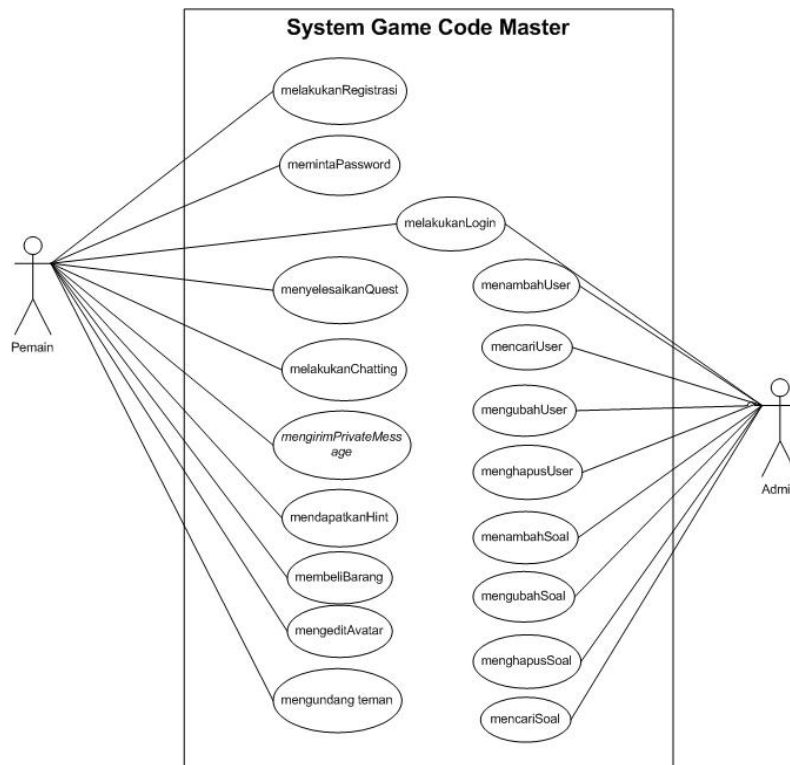 System Game Code Master
melakukanRegistrasi
memintaPassword
melakukanLogin
menyelesaikanQuest
menambahUser
Pemain
mencariUser
melakukanChatting
mengubahUser
mengirimPrivateMess
age
menghapusUser
Admi
mendapatkanHint
menambahSoal
membeliBarang
mengubahSoal
mengeditAvatar
menghapusSoal
mengundang teman
mencariSoal